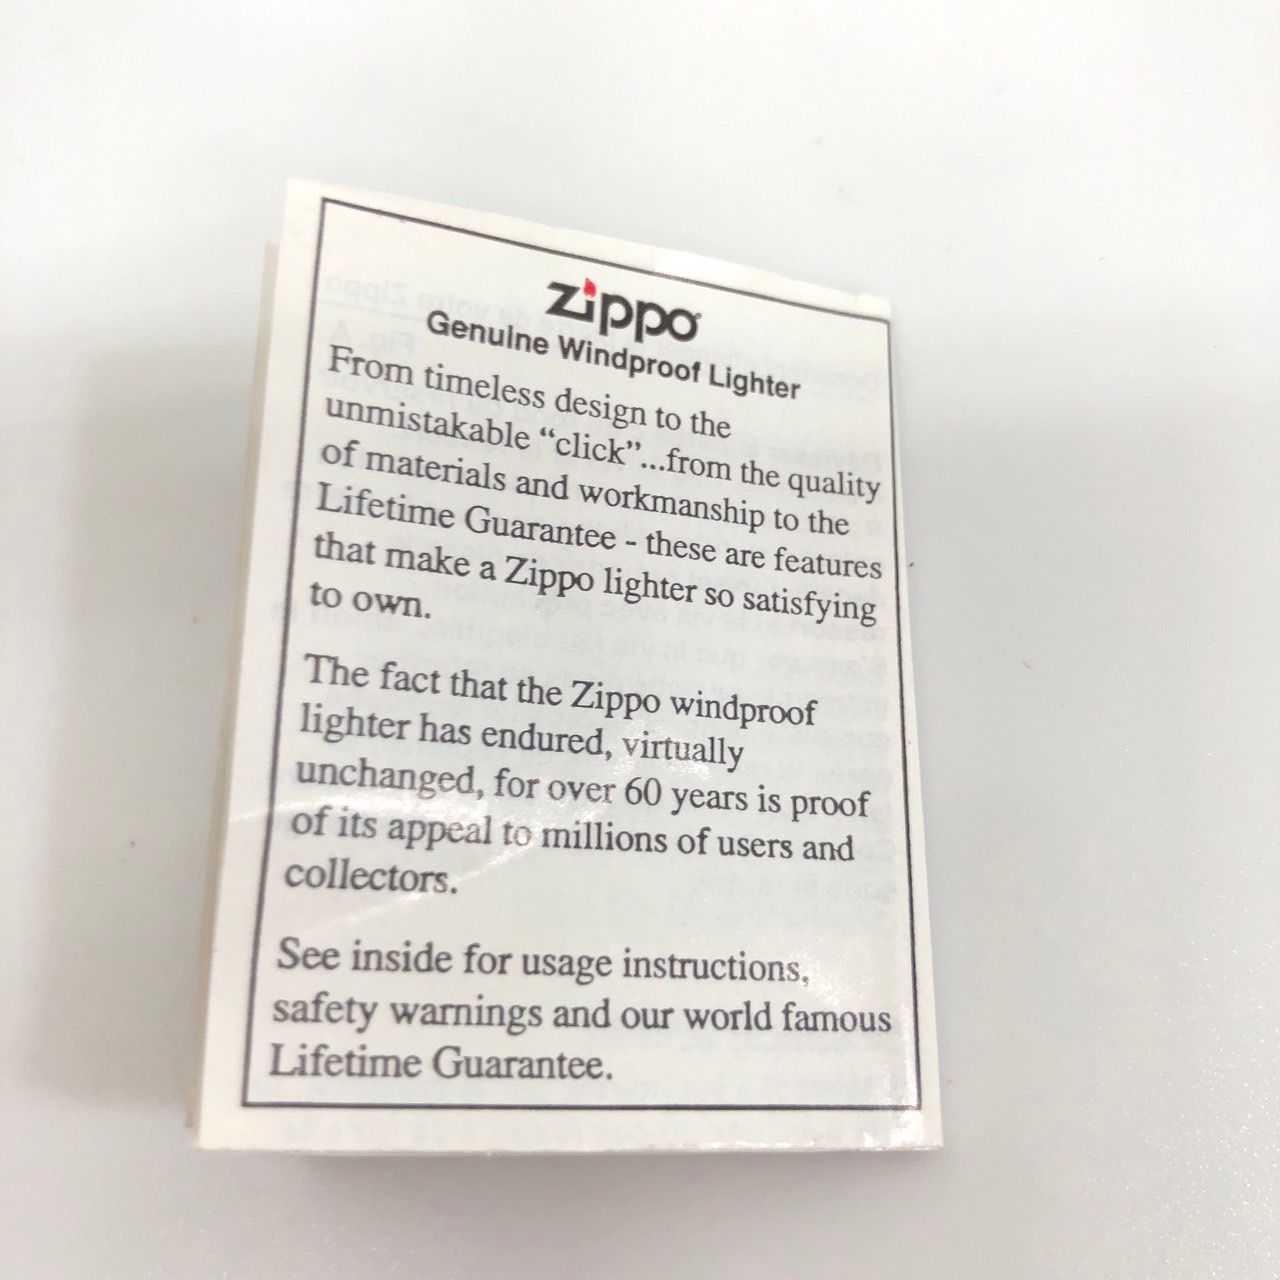 Zippo
Genuine Windproof Lighter
From timeless design to the
unmistakable “click”...from the quality
of materials and workmanship to the
Lifetime Guarantee - these are features
that make a Zippo lighter so satisfying
to own.
The fact that the Zippo windproof
lighter has endured, virtually
unchanged, for over 60 years is proof
of its appeal to millions of users and
collectors.
See inside for usage instructions,
safety warnings and our world famous
Lifetime Guarantee.